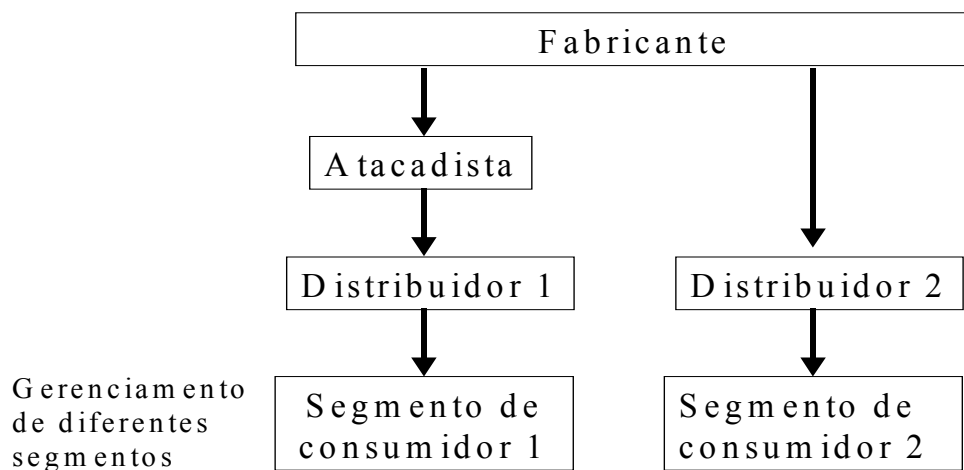 Fabricante
Atacadista
Distribuidor 1
Distribuidor 2
Gerenciamento
de diferentes
segmentos
Segmento de
consumidor 1
Segmento de
consumidor 2